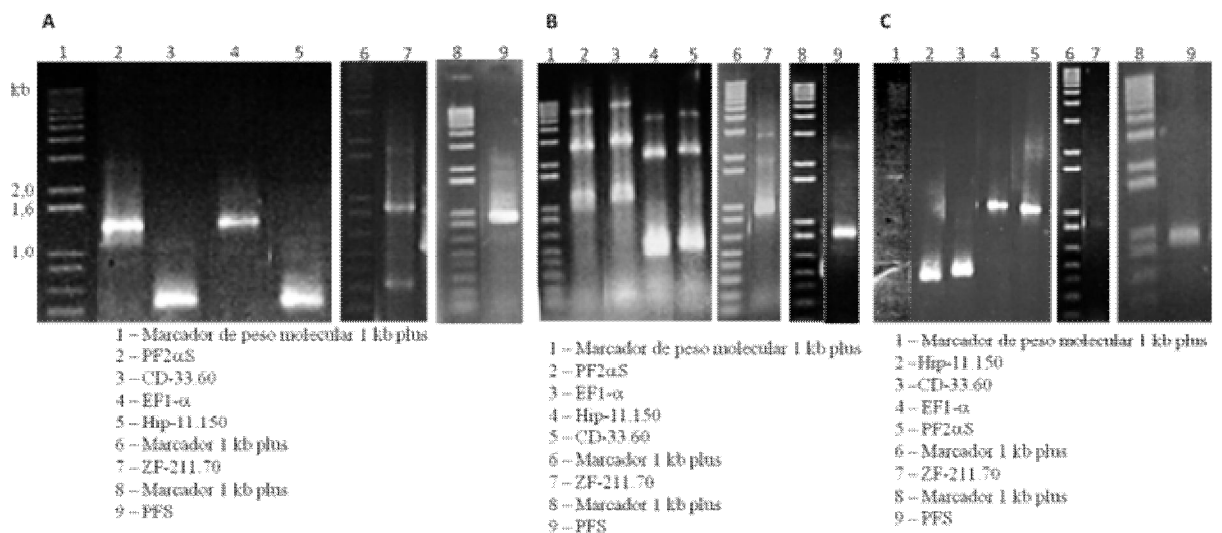 A
1 2 3 4 5 6 7 8 9
kb
2,0
1,6
1,0
1 – Marcador de peso molecular 1 kb plus
2 – PF2αS
3 – CD-33.60
4 – EF1-α
5 – Hip-11.150
6 – Marcador 1 kb plus
7 – ZF-211.70
8 – Marcador 1 kb plus
9 – PFS
B
1 2 3 4 5 6 7 8 9
1 – Marcador de peso molecular 1 kb plus
2 – PF2αS
3 – EF1-α
4 – Hip-11.150
5 – CD-33.60
6 – Marcador 1 kb plus
7 – ZF-211.70
8 – Marcador 1 kb plus
9 – PFS
C
1 2 3 4 5 6 7 8 9
1 – Marcador de peso molecular 1 kb plus
2 – Hip-11.150
3 – CD-33.60
4 – EF1-α
5 – PF2αS
6 – Marcador 1 kb plus
7 – ZF-211.70
8 – Marcador 1 kb plus
9 – PFS